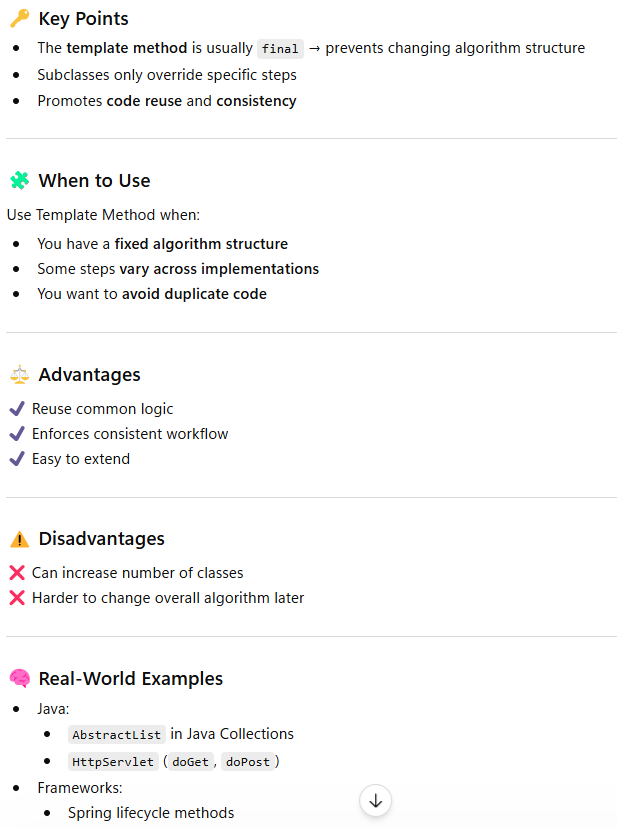 🔑 Key Points
• The template method is usually final → prevents changing algorithm structure
• Subclasses only override specific steps
• Promotes code reuse and consistency
🧩 When to Use
Use Template Method when:
• You have a fixed algorithm structure
• Some steps vary across implementations
• You want to avoid duplicate code
⚖️ Advantages
✔ Reuse common logic
✔ Enforces consistent workflow
✔ Easy to extend
⚠️ Disadvantages
❌ Can increase number of classes
❌ Harder to change overall algorithm later
🧠 Real-World Examples
• Java:
• AbstractList in Java Collections
• HttpServlet (doGet, doPost)
• Frameworks:
• Spring lifecycle methods